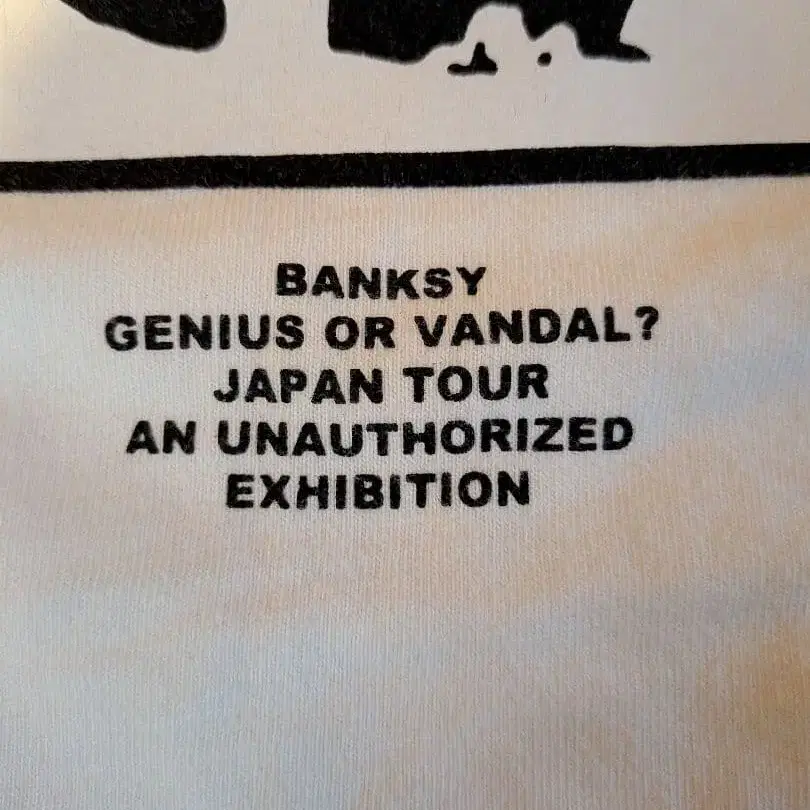 BANKSY
GENIUS OR VANDAL?
JAPAN TOUR
AN UNAUTHORIZED
EXHIBITION